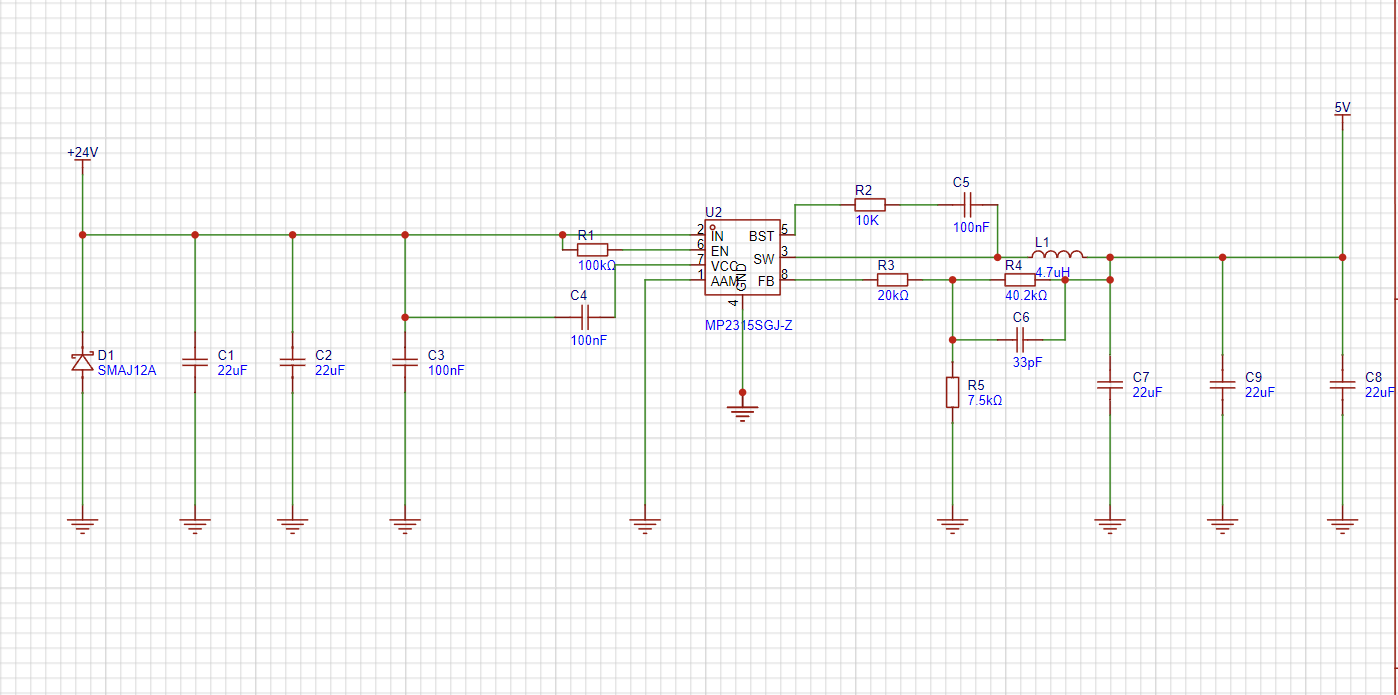 5V
+24V
R2
C5
10K
100nF
U2
R1
100kΩ
2
IN
6
EN
7
VCC
1
AAM
GND
4
BST
5
SW
3
FB
8
MP2315SGJ-Z
L1
4.7uH
R3
20kΩ
R4
40.2kΩ
C4
100nF
C6
33pF
D1
SMAJ12A
C1
22uF
C2
22uF
C3
100nF
R5
7.5kΩ
C7
22uF
C9
22uF
C8
22uF